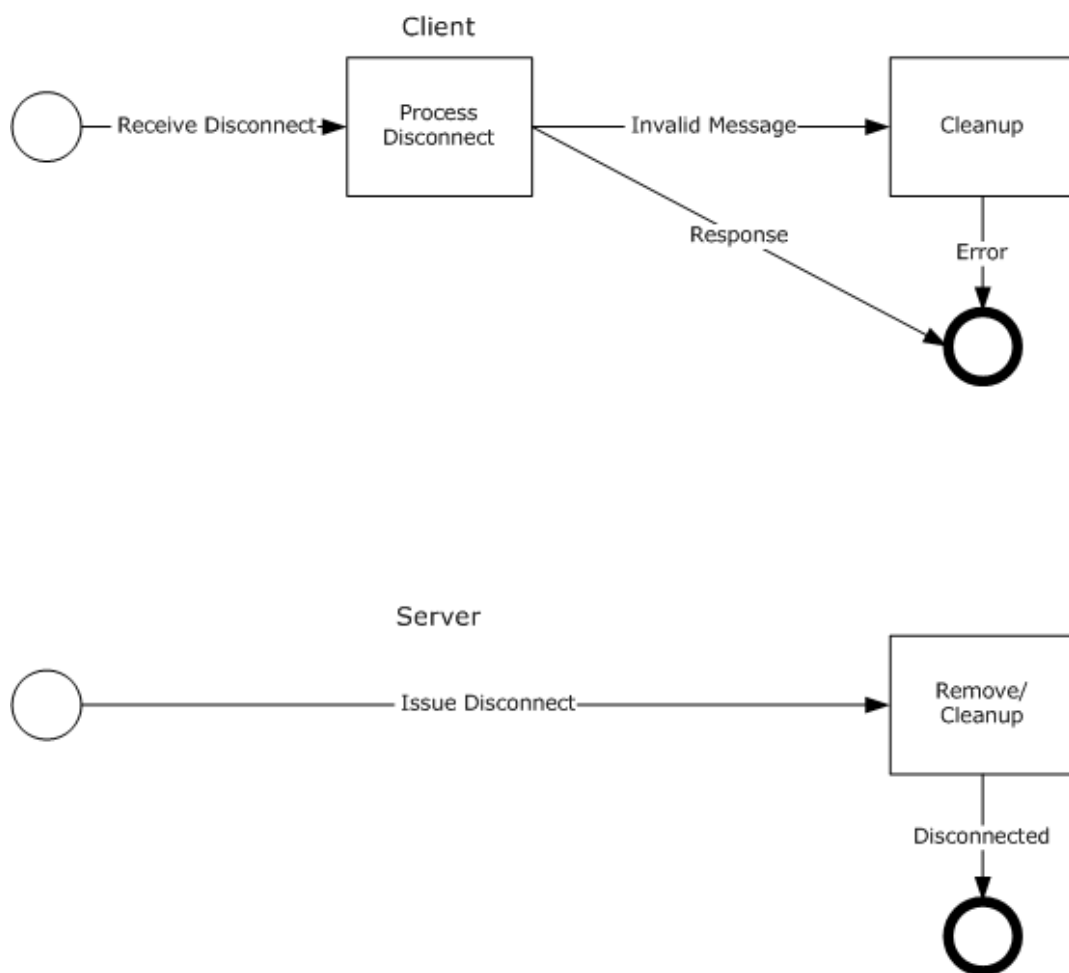 Client
Receive Disconnect
Process
Disconnect
Invalid Message
Cleanup
Response
Error
Server
Issue Disconnect
Remove/
Cleanup
Disconnected